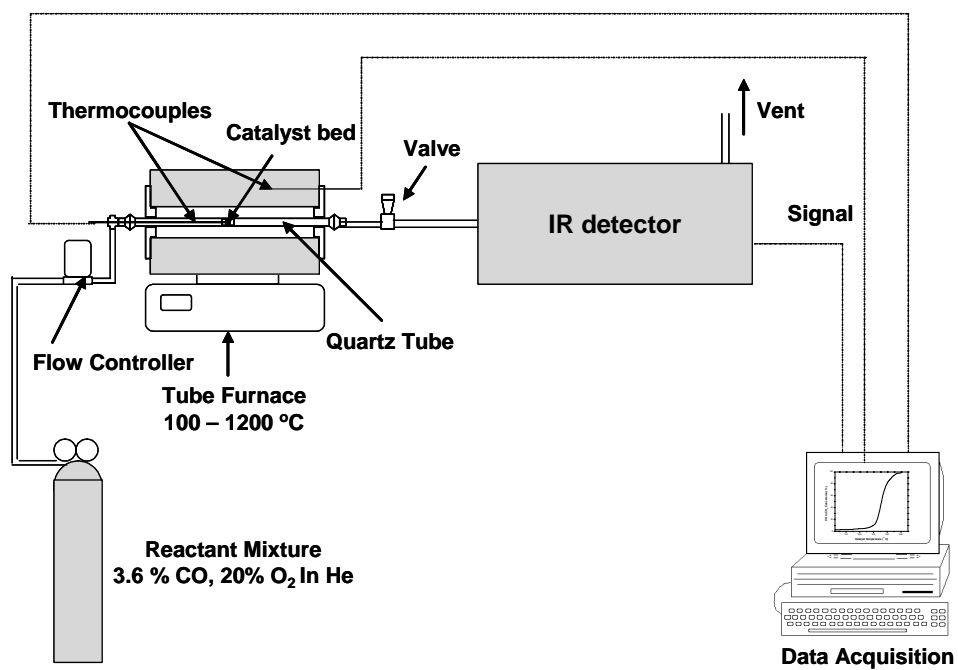 Thermocouples
Catalyst bed
Valve
Vent
IR detector
Signal
Flow Controller
Quartz Tube
Tube Furnace
100 – 1200 ºC
Reactant Mixture
3.6 % CO, 20% O₂ In He
Data Acquisition